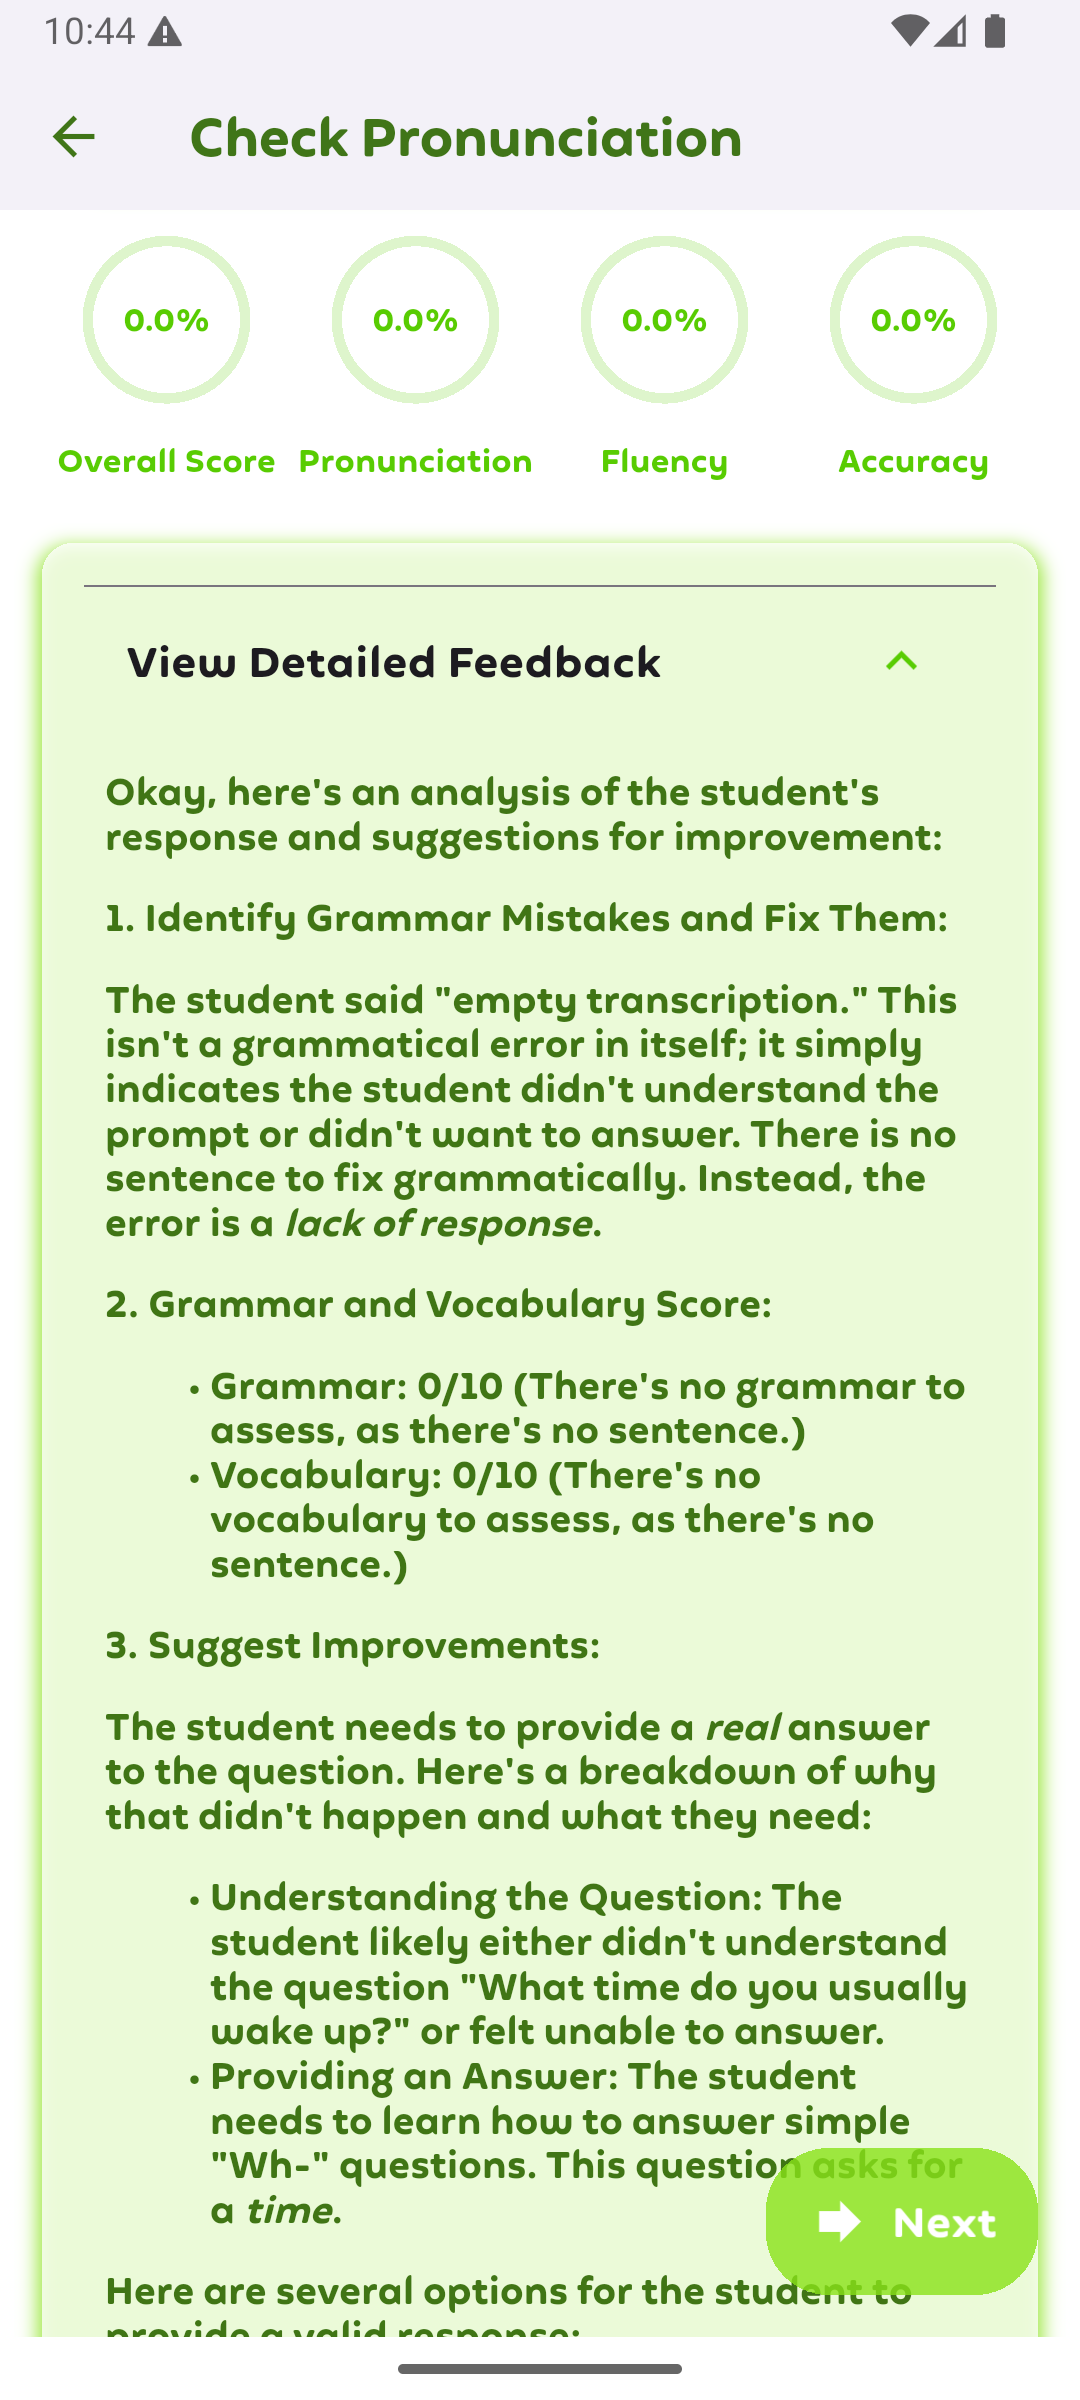 10:44
Check Pronunciation
0.0% 0.0% 0.0% 0.0%
Overall Score Pronunciation Fluency Accuracy
View Detailed Feedback
Okay, here's an analysis of the student's
response and suggestions for improvement:
1. Identify Grammar Mistakes and Fix Them:
The student said "empty transcription." This
isn't a grammatical error in itself; it simply
indicates the student didn't understand the
prompt or didn't want to answer. There is no
sentence to fix grammatically. Instead, the
error is a lack of response.
2. Grammar and Vocabulary Score:
• Grammar: 0/10 (There's no grammar to
assess, as there's no sentence.)
• Vocabulary: 0/10 (There's no
vocabulary to assess, as there's no
sentence.)
3. Suggest Improvements:
The student needs to provide a real answer
to the question. Here's a breakdown of why
that didn't happen and what they need:
• Understanding the Question: The
student likely either didn't understand
the question "What time do you usually
wake up?" or felt unable to answer.
• Providing an Answer: The student
needs to learn how to answer simple
"Wh-" questions. This question asks for
a time.
Next
Here are several options for the student to
provide a valid response: